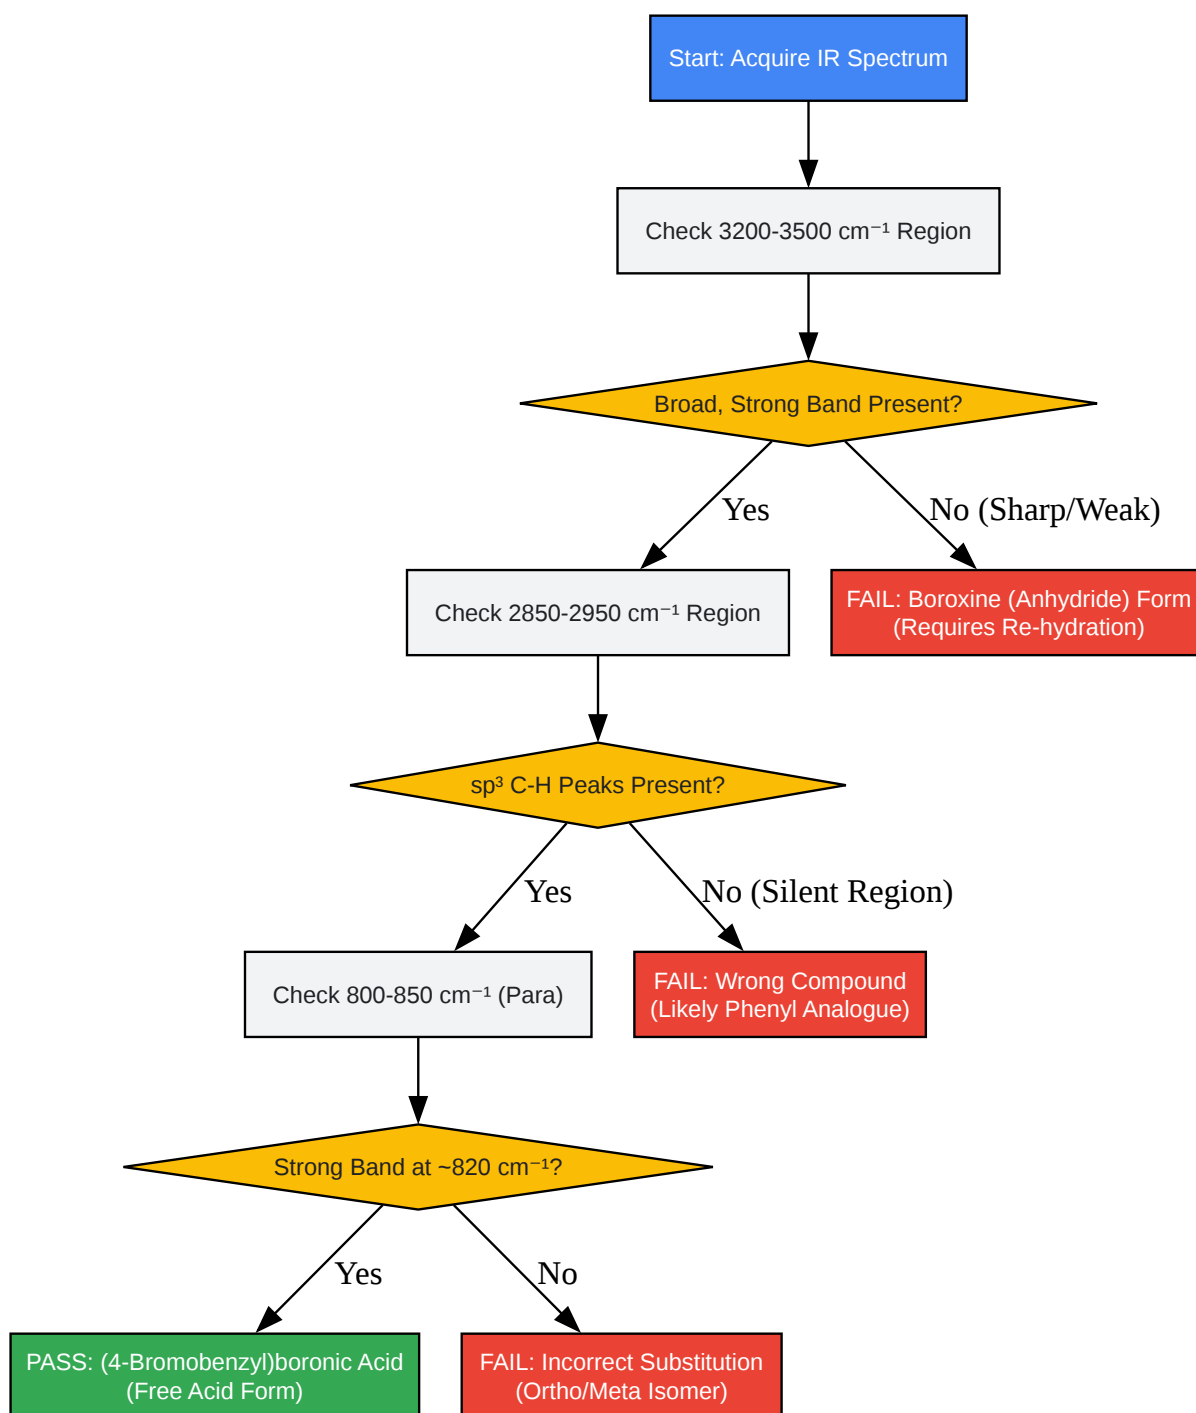 Start: Acquire IR Spectrum
Check 3200-3500 cm⁻¹ Region
Broad, Strong Band Present?
Yes
No (Sharp/Weak)
Check 2850-2950 cm⁻¹ Region
FAIL: Boroxine (Anhydride) Form
(Requires Re-hydration)
sp³ C-H Peaks Present?
Yes
No (Silent Region)
Check 800-850 cm⁻¹ (Para)
FAIL: Wrong Compound
(Likely Phenyl Analogue)
Strong Band at ~820 cm⁻¹?
Yes
No
PASS: (4-Bromobenzyl)boronic Acid
(Free Acid Form)
FAIL: Incorrect Substitution
(Ortho/Meta Isomer)